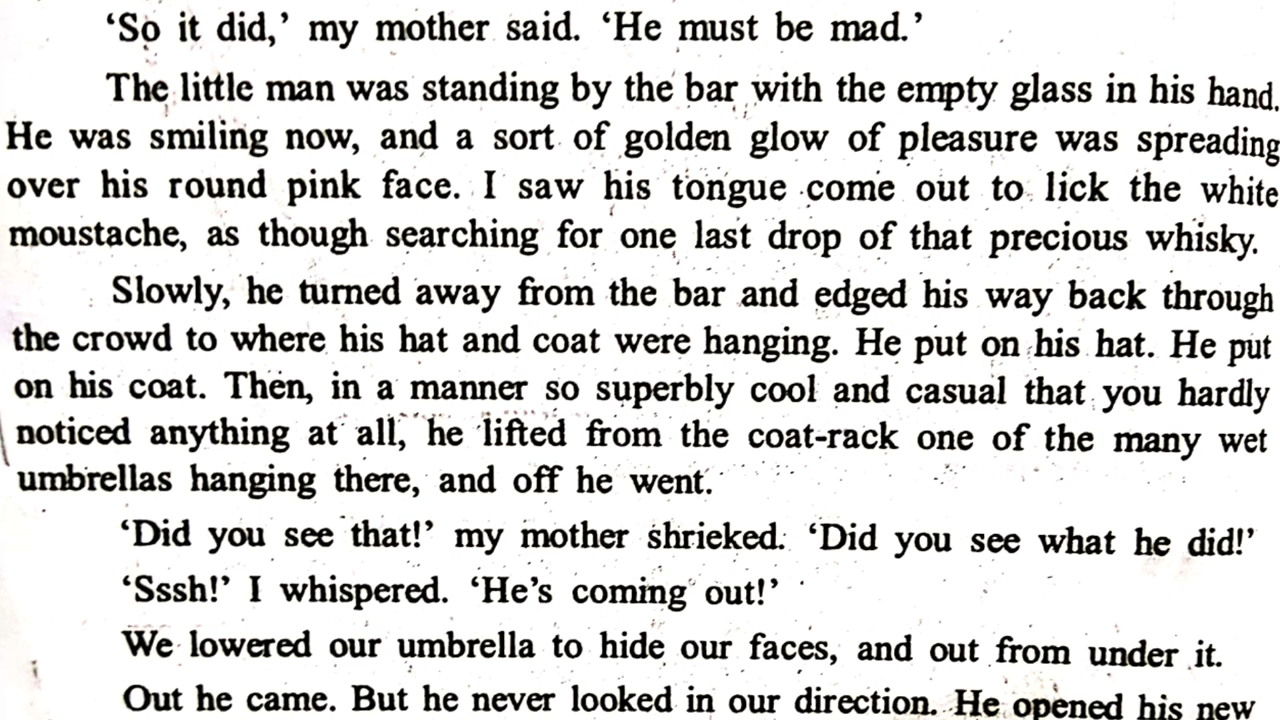 ‘So it did,’ my mother said. ‘He must be mad.’
The little man was standing by the bar with the empty glass in his hand.
He was smiling now, and a sort of golden glow of pleasure was spreading
over his round pink face. I saw his tongue come out to lick the white
moustache, as though searching for one last drop of that precious whisky.
Slowly, he turned away from the bar and edged his way back through
the crowd to where his hat and coat were hanging. He put on his hat. He put
on his coat. Then, in a manner so superbly cool and casual that you hardly
noticed anything at all, he lifted from the coat-rack one of the many wet
umbrellas hanging there, and off he went.
‘Did you see that!’ my mother shrieked. ‘Did you see what he did!’
‘Sssh!’ I whispered. ‘He’s coming out!’
We lowered our umbrella to hide our faces, and out from under it.
Out he came. But he never looked in our direction. He opened his new